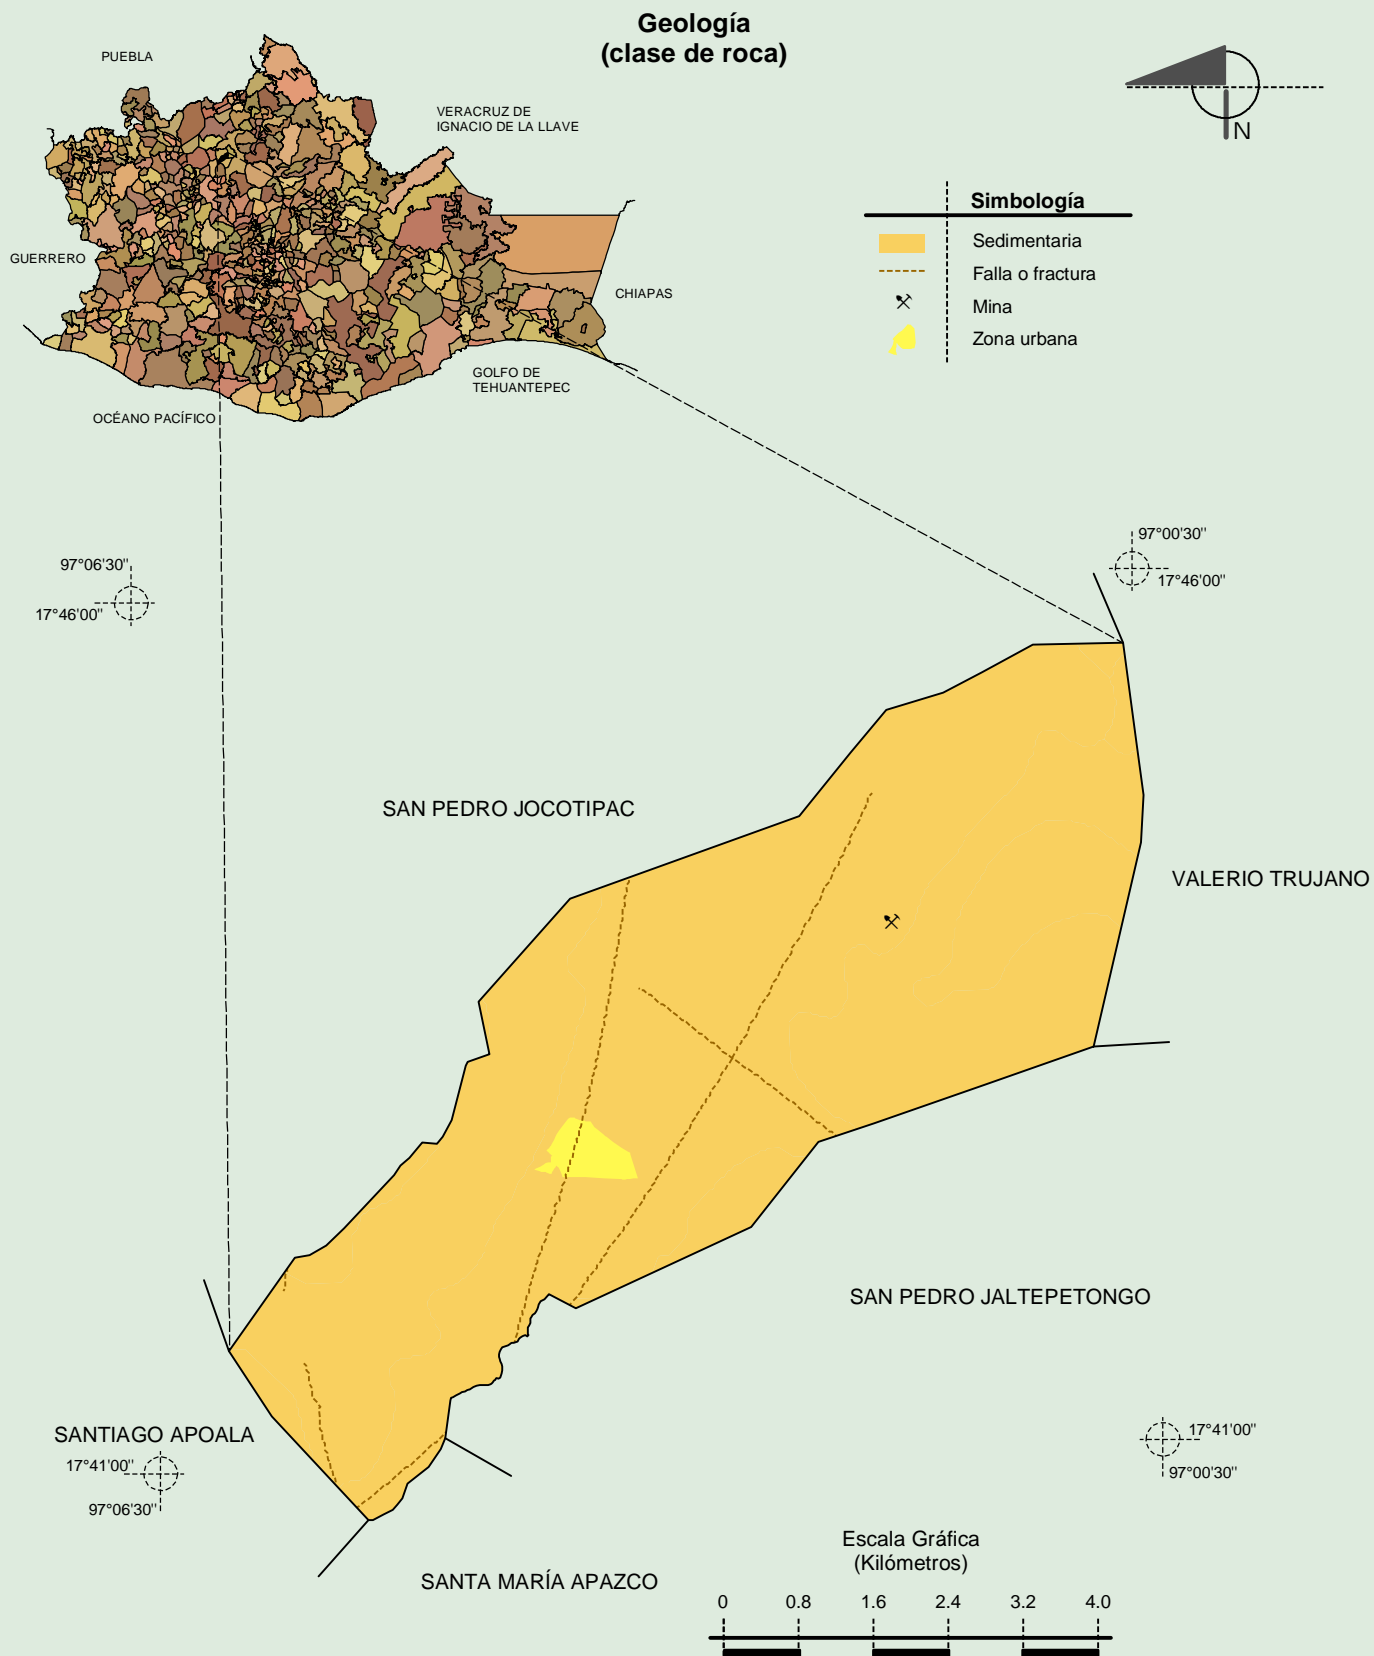 Geología
(clase de roca)
PUEBLA
VERACRUZ DE
IGNACIO DE LA LLAVE
N
Simbología
Sedimentaria
Falla o fractura
Mina
Zona urbana
GUERRERO
CHIAPAS
GOLFO DE
TEHUANTEPEC
OCÉANO PACÍFICO
97°00'30"
17°46'00"
97°06'30"
17°46'00"
SAN PEDRO JOCOTIPAC
VALERIO TRUJANO
SAN PEDRO JALTEPETONGO
SANTIAGO APOALA
17°41'00"
97°06'30"
17°41'00"
97°00'30"
SANTA MARÍA APAZCO
Escala Gráfica
(Kilómetros)
0 0.8 1.6 2.4 3.2 4.0